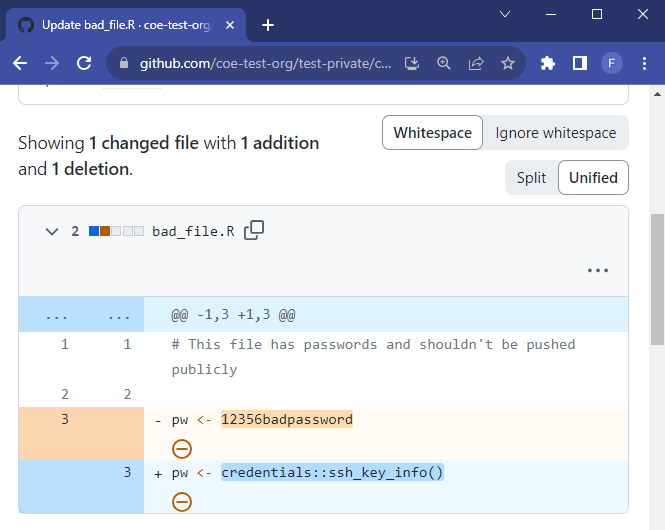 Update bad_file.R · coe-test-org/
github.com/coe-test-org/test-private/c...
F
Showing 1 changed file with 1 addition
and 1 deletion.
Whitespace
Ignore whitespace
Split
Unified
2
bad_file.R
...
... ... @@ -1,3 +1,3 @@
1 1 # This file has passwords and shouldn't be pushed
publicly
2 2
3 - pw <- 12356badpassword
3 + pw <- credentials::ssh_key_info()